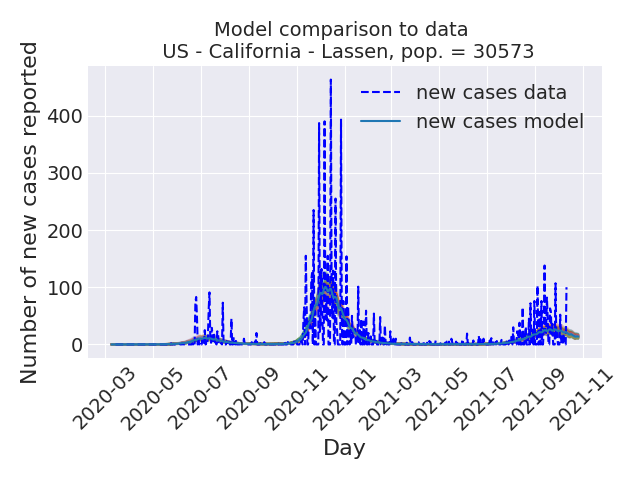 Model comparison to data
US - California - Lassen, pop. = 30573
Number of new cases reported
400
300
200
100
0
new cases data
new cases model
2020-03
2020-05
2020-07
2020-09
2020-11
2021-01
2021-03
2021-05
2021-07
2021-09
2021-11
Day